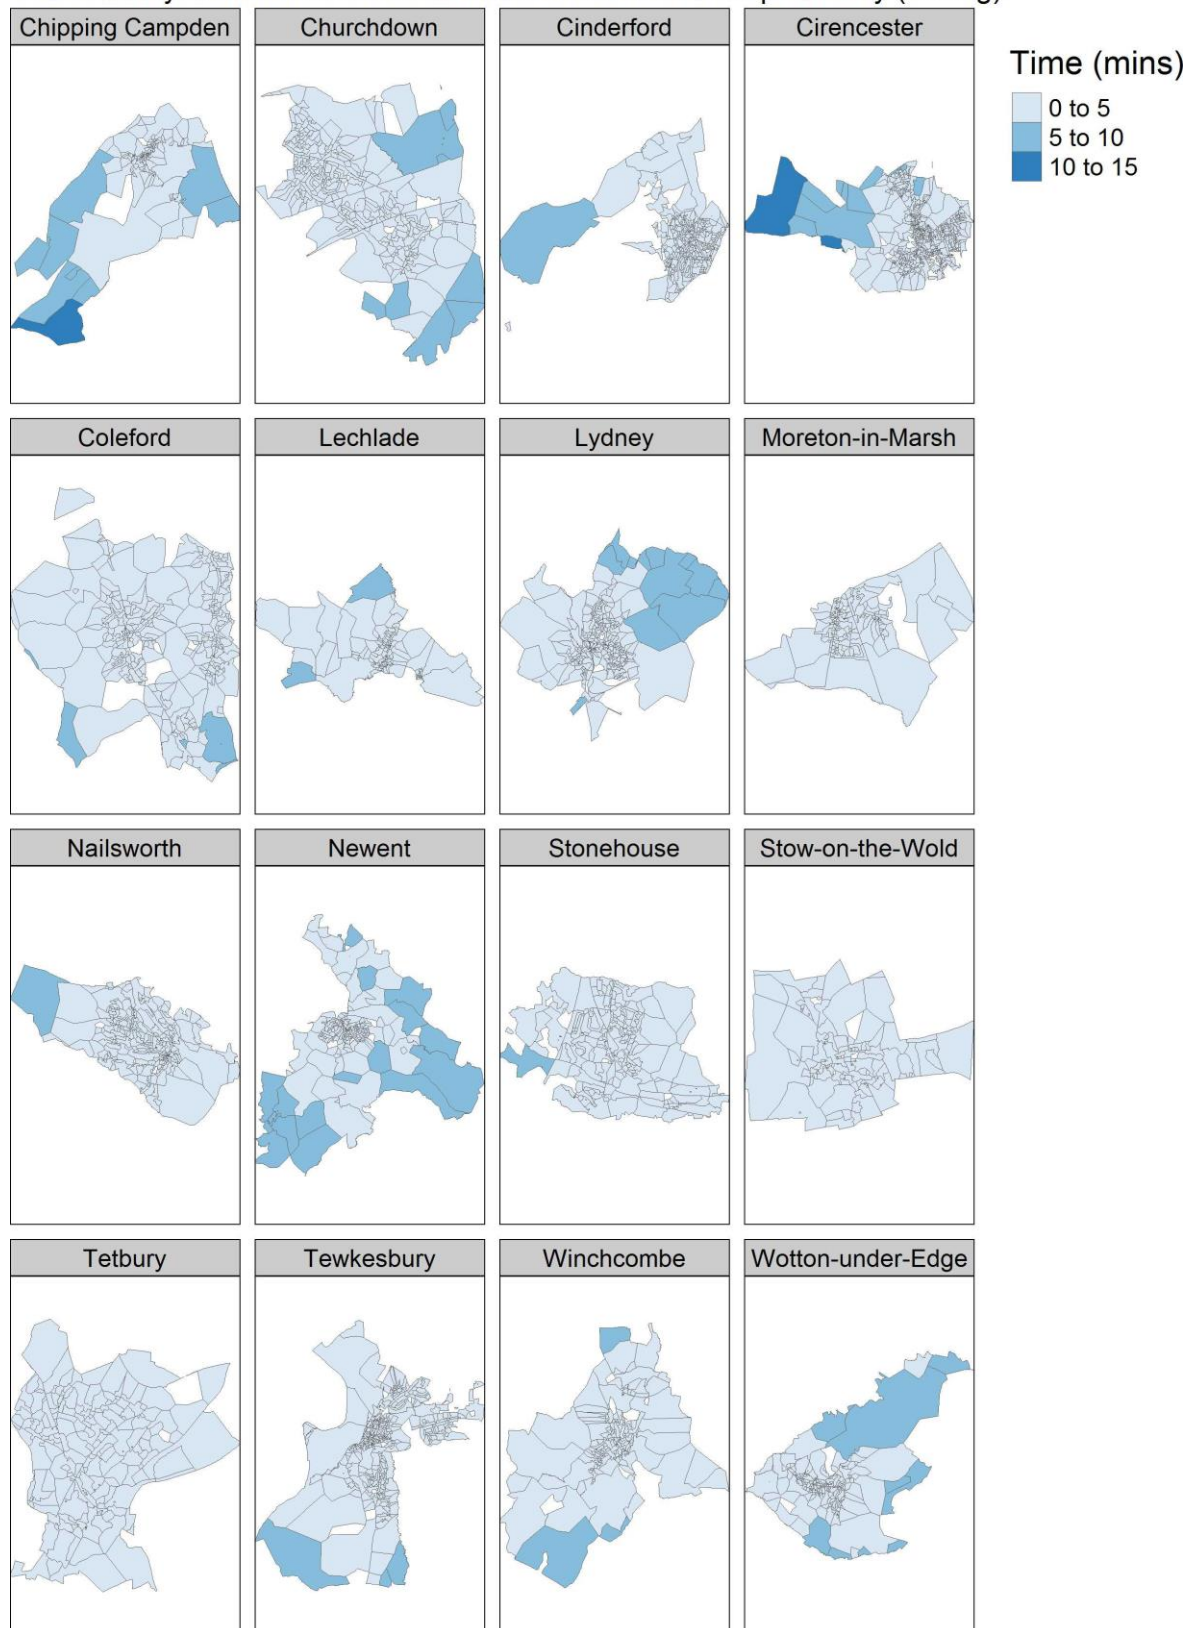 Chipping Campden
Churchdown
Cinderford
Cirencester
Time (mins)
0 to 5
5 to 10
10 to 15
Coleford
Lechlade
Lydney
Moreton-in-Marsh
Nailsworth
Newent
Stonehouse
Stow-on-the-Wold
Tetbury
Tewkesbury
Winchcombe
Wotton-under-Edge